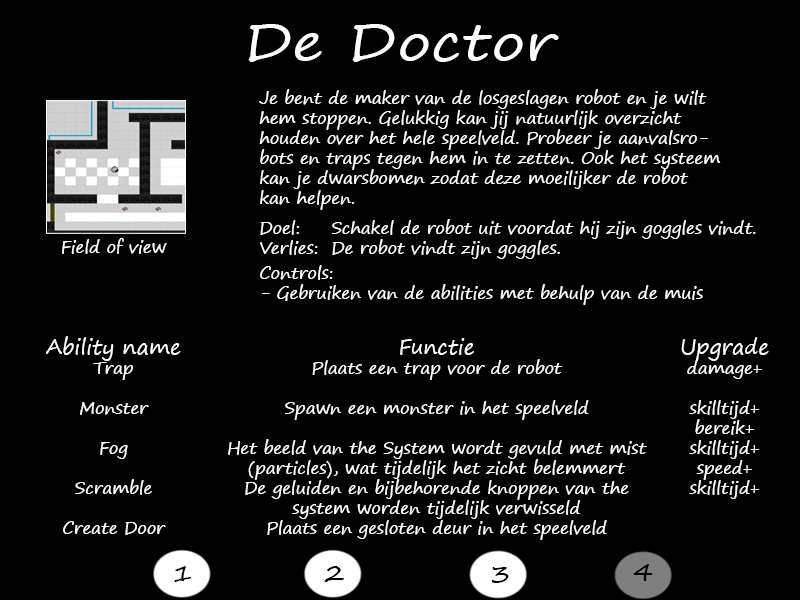 De Doctor
Je bent de maker van de losgeslagen robot en je wilt
hem stoppen. Gelukkig kan jij natuurlijk overzicht
houden over het hele speelveld. Probeer je aanvalsro-
bots en traps tegen hem in te zetten. Ook het systeem
kan je dwarsbomen zodat deze moeilijker de robot
kan helpen.
Field of view
Doel: Schakel de robot uit voordat hij zijn goggles vindt.
Verlies: De robot vindt zijn goggles.
Controls:
- Gebruiken van de abilities met behulp van de muis
Ability name Functie Upgrade
Trap Plaats een trap voor de robot damage+
Monster Spawn een monster in het speelveld skilltijd+
bereik+
Fog Het beeld van the System wordt gevuld met mist skilltijd+
(particles), wat tijdelijk het zicht belemmert speed+
Scramble De geluiden en bijbehorende knoppen van the skilltijd+
system worden tijdelijk verwisseld
Create Door Plaats een gesloten deur in het speelveld
1 2 3 4